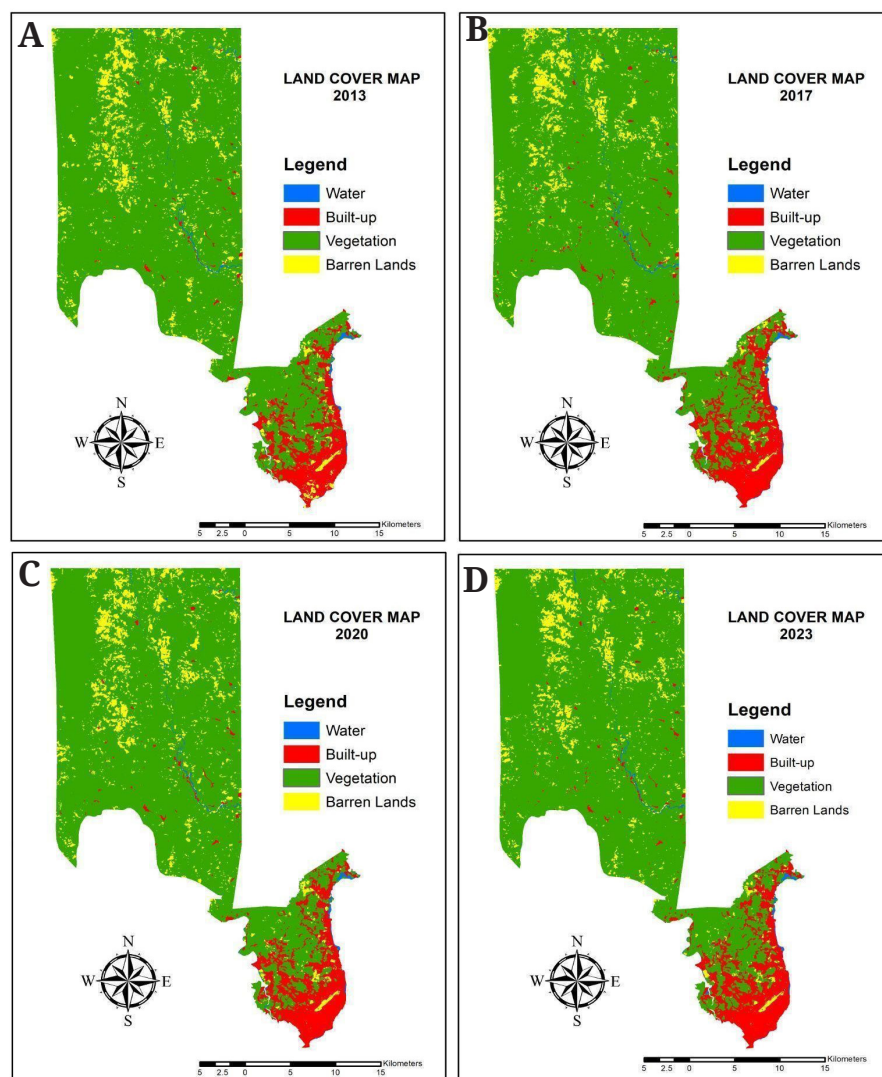 A
LAND COVER MAP
2013
Legend
Water
Built-up
Vegetation
Barren Lands
N
W E
S
5 2.5 0 5 10 15 Kilometers
B
LAND COVER MAP
2017
Legend
Water
Built-up
Vegetation
Barren Lands
N
W E
S
5 2.5 0 5 10 15 Kilometers
C
LAND COVER MAP
2020
Legend
Water
Built-up
Vegetation
Barren Lands
N
W E
S
5 2.5 0 5 10 15 Kilometers
D
LAND COVER MAP
2023
Legend
Water
Built-up
Vegetation
Barren Lands
N
W E
S
5 2.5 0 5 10 15 Kilometers